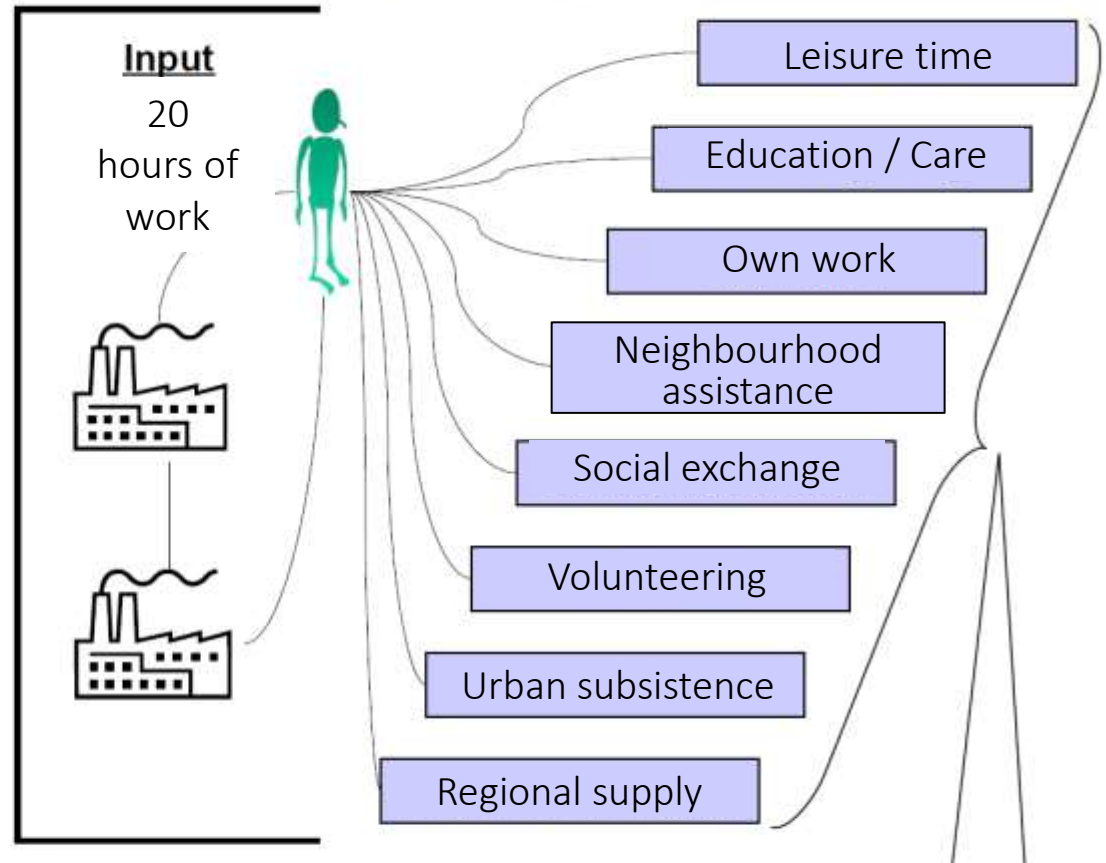 Input
20
hours of
work
Leisure time
Education / Care
Own work
Neighbourhood
assistance
Social exchange
Volunteering
Urban subsistence
Regional supply